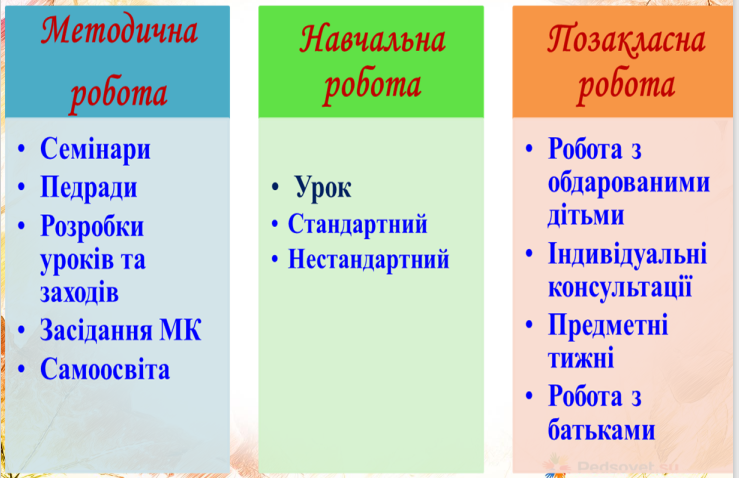 Методична
робота
• Семінари
• Педради
• Розробки
уроків та
заходів
• Засідання МК
• Самоосвіта
Навчальна
робота
• Урок
• Стандартний
• Нестандартний
Позакласна
робота
• Робота з
обдарованими
дітьми
• Індивідуальні
консультації
• Предметні
тижні
• Робота з
батьками
Pedsovet.su